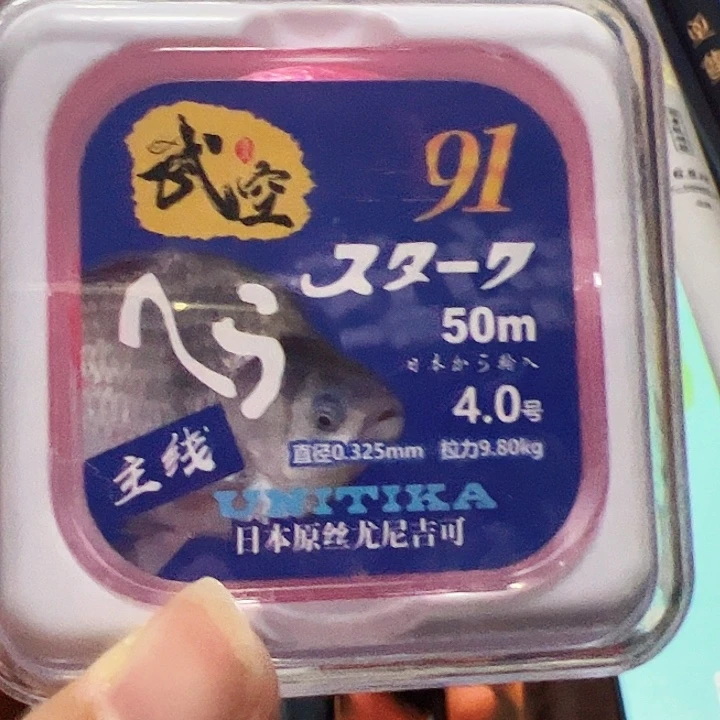 武空
91
スターク
へら
50m
日本から輸入
4.0号
直径0.325mm 拉力9.80kg
主线
UNITIKA
日本原丝尤尼吉可